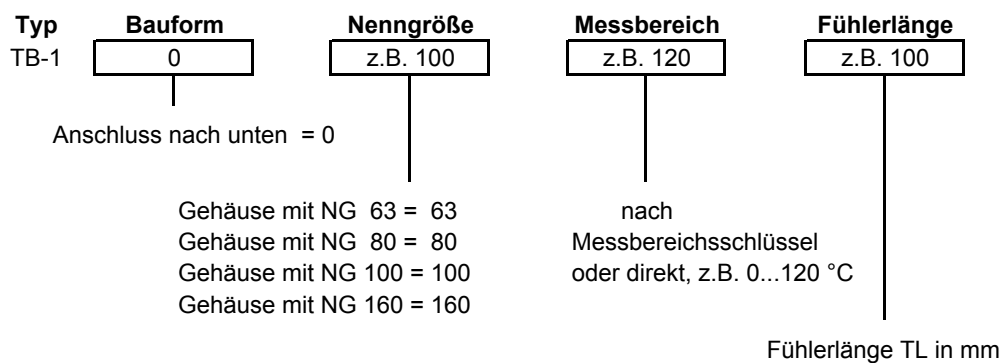 Typ Bauform Nenngröße Messbereich Fühlerlänge
TB-1 0 z.B. 100 z.B. 120 z.B. 100
Anschluss nach unten = 0
Gehäuse mit NG 63 = 63 nach
Gehäuse mit NG 80 = 80 Messbereichsschlüssel
Gehäuse mit NG 100 = 100 oder direkt, z.B. 0...120 °C
Gehäuse mit NG 160 = 160
Fühlerlänge TL in mm